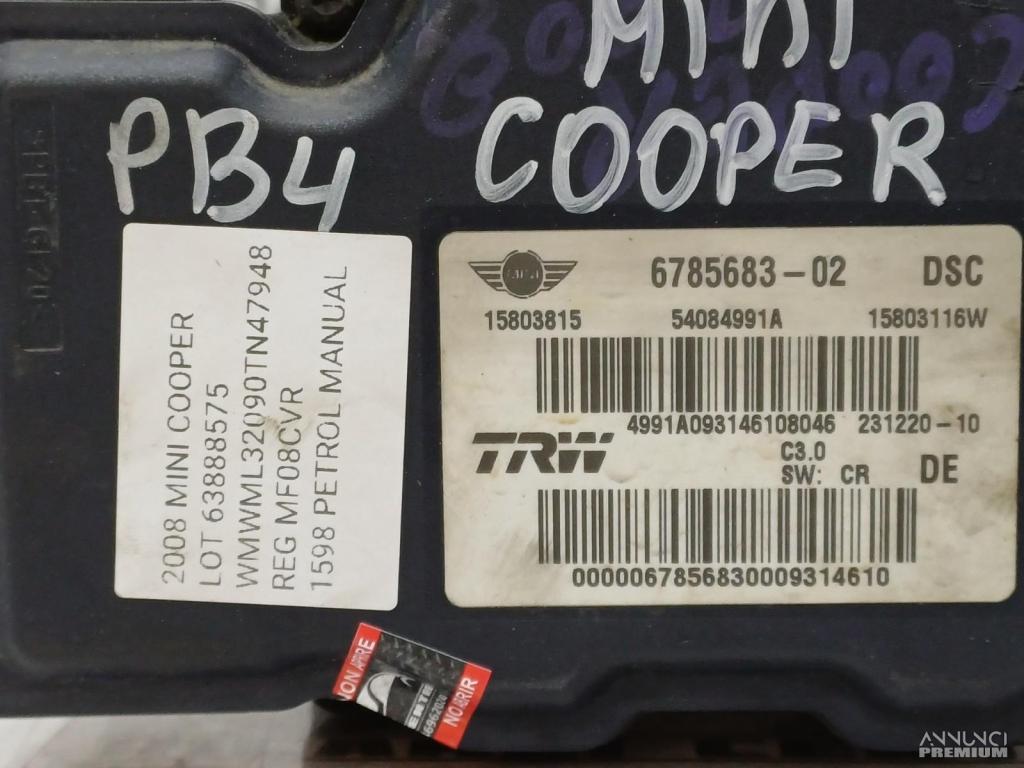 MINI
PB4 COOPER
2008 MINI COOPER
LOT 63888575
WMWML32090TN47948
REG MF08CVR
1598 PETROL MANUAL
MINI 6785683-02 DSC
15803815 54084991A 15803116W
4991A093146108046 231220-10
TRW C3.0
SW: CR DE
0000067856830009314610
NON APRIRE
NO ABRIR
ANNUNCI
PREMIUM